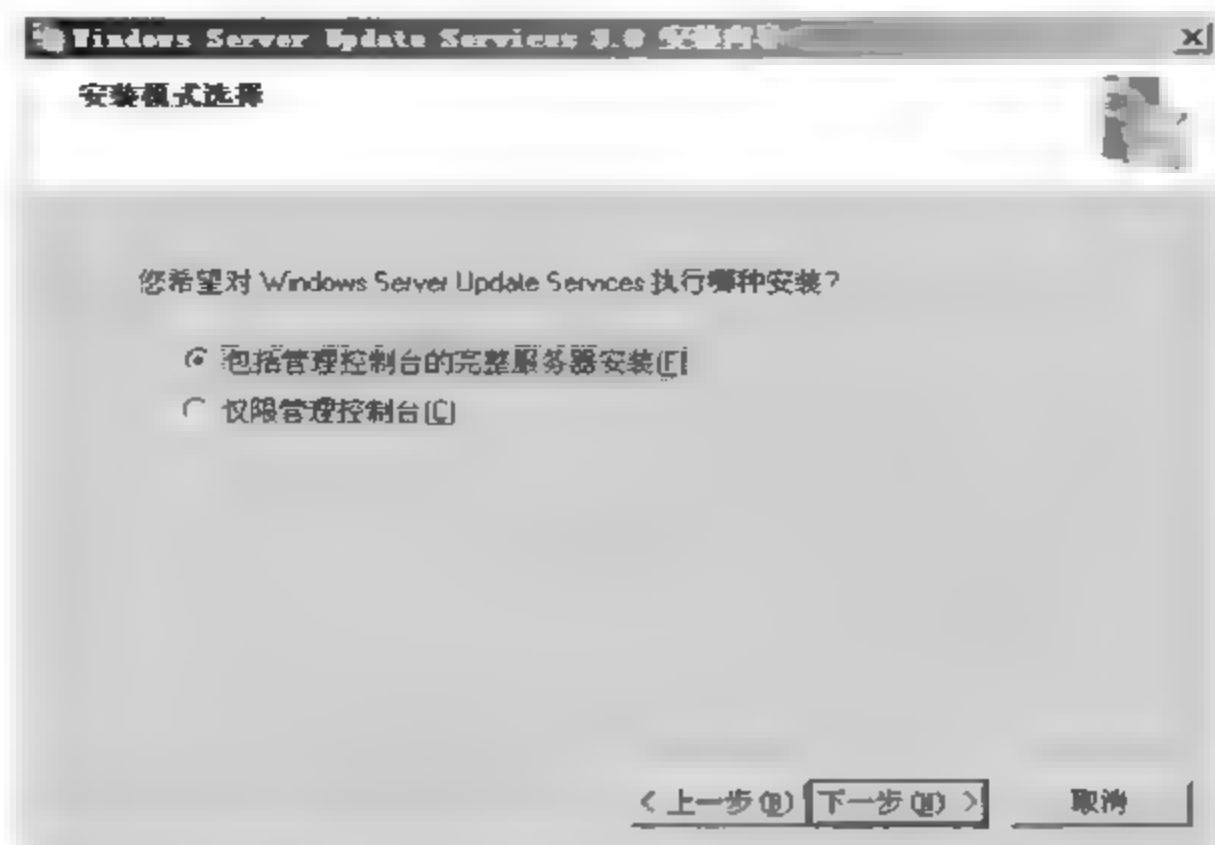 Windows Server Update Services 3.0 安装向导
安装模式选择
您希望对 Windows Server Update Services 执行哪种安装?
包括管理控制台的完整服务器安装(F)
仅限管理控制台(C)
< 上一步(B) 下一步(N) > 取消